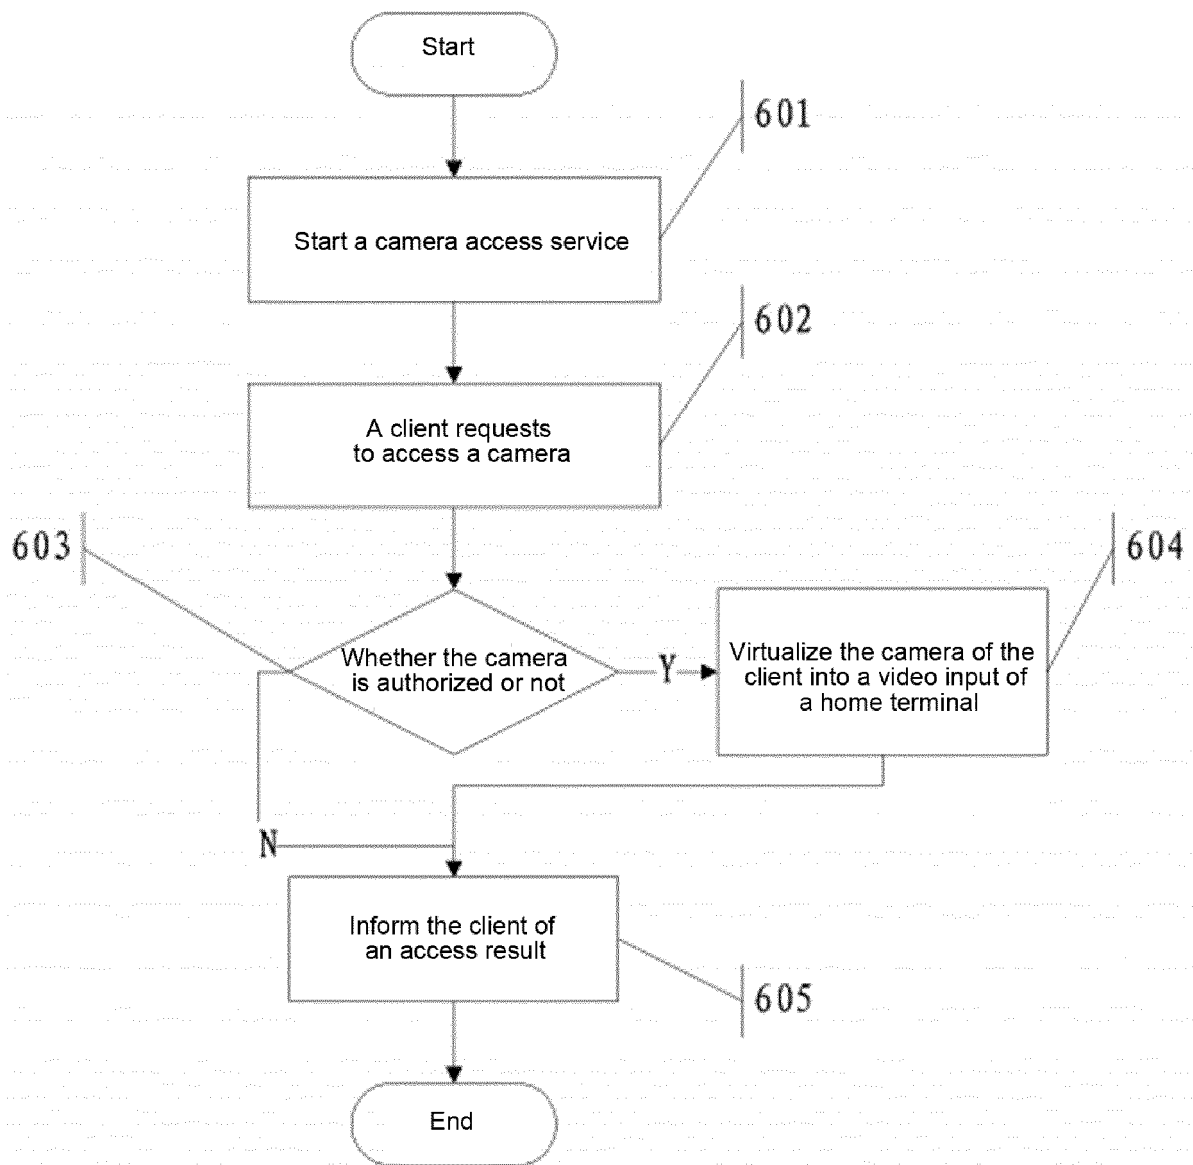 Start
601
Start a camera access service
602
A client requests
to access a camera
603
604
Whether the camera
is authorized or not
Y
Virtualize the camera of the
client into a video input of
a home terminal
N
Inform the client of
an access result
605
End